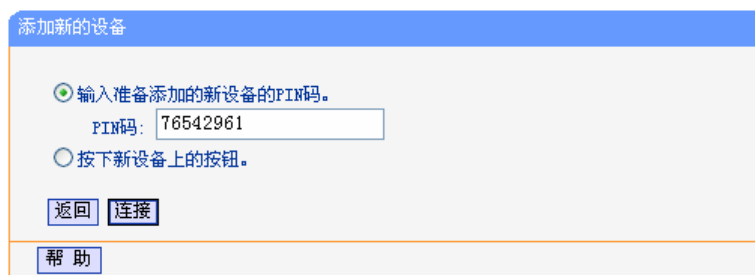 添加新的设备
输入准备添加的新设备的PIN码。
PIN码: 76542961
按下新设备上的按钮。
返回 连接
帮 助